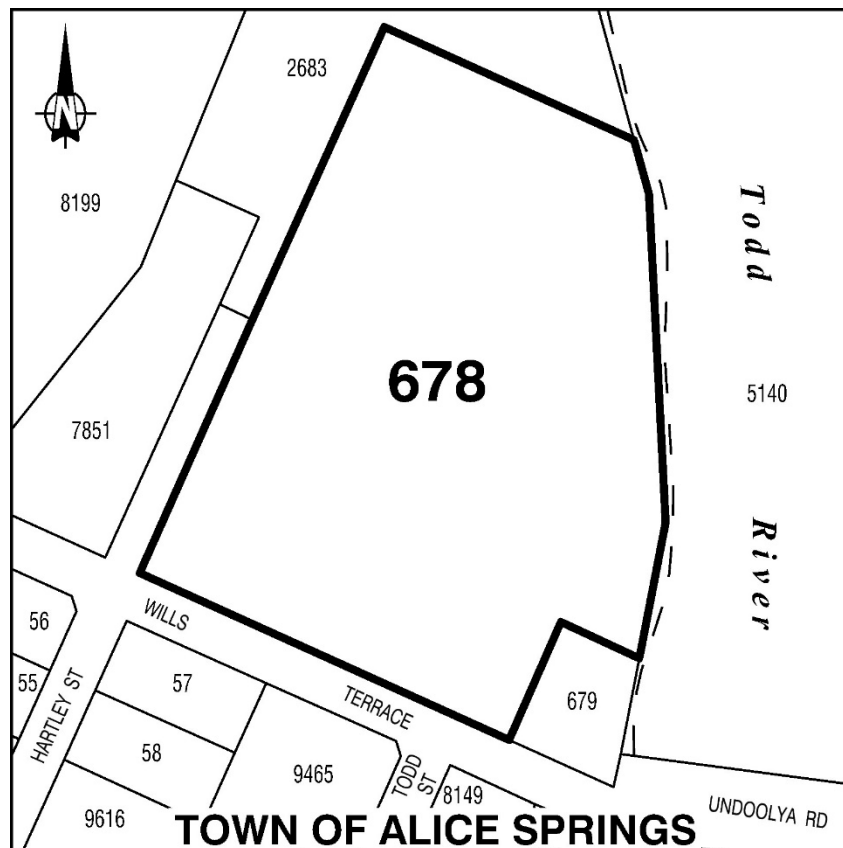 N
2683
8199
Todd
678
5140
7851
River
WILLS
56
57
679
55
HARTLEY ST
TERRACE
58
9465
TODD
ST
8149
UNDOOLYA RD
9616
TOWN OF ALICE SPRINGS